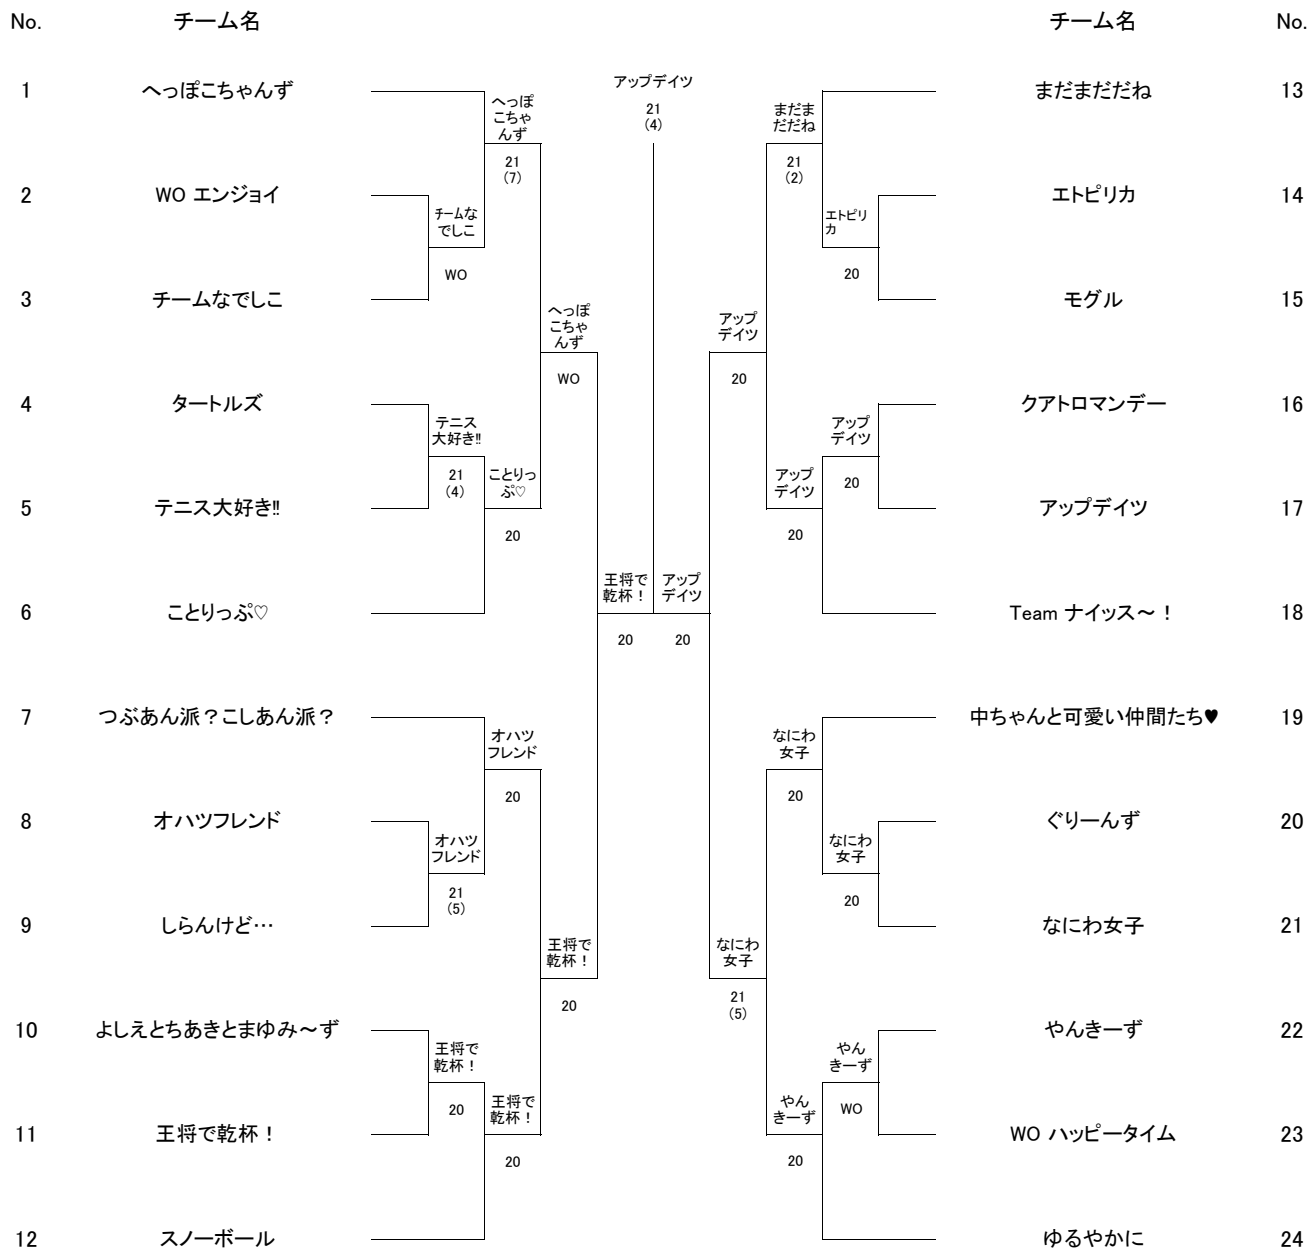 No. チーム名 チーム名 No.
1 へっぽこちゃんず
アップデイツ
21
(4)
まだまだだね 13
へっぽ
こちゃ
んず
21
(7)
まだま
だだね
21
(2)
2 WO エンジョイ
エトピリカ 14
チームな
でしこ
WO
エトピリ
カ
20
3 チームなでしこ
モグル 15
へっぽ
こちゃ
んず
WO
アップ
デイツ
20
4 タートルズ
クアトロマンデー 16
テニス
大好き!!
21
(4)
アップ
デイツ
20
ことりっ
ぷ♡
20
アップ
デイツ
20
5 テニス大好き!!
アップデイツ 17
王将で
乾杯！
20
アップ
デイツ
20
6 ことりっぷ♡
Team ナイッス～！ 18
7 つぶあん派？こしあん派？
中ちゃんと可愛い仲間たち♥ 19
オハツ
フレンド
20
なにわ
女子
20
8 オハツフレンド
ぐりーんず 20
オハツ
フレンド
21
(5)
なにわ
女子
20
9 しらんけど…
なにわ女子 21
王将で
乾杯！
20
なにわ
女子
21
(5)
10 よしえとちあきとまゆみ～ず
やんきーず 22
王将で
乾杯！
20
やん
きーず
WO
王将で
乾杯！
20
やん
きーず
20
11 王将で乾杯！
WO ハッピータイム 23
12 スノーボール
ゆるやかに 24